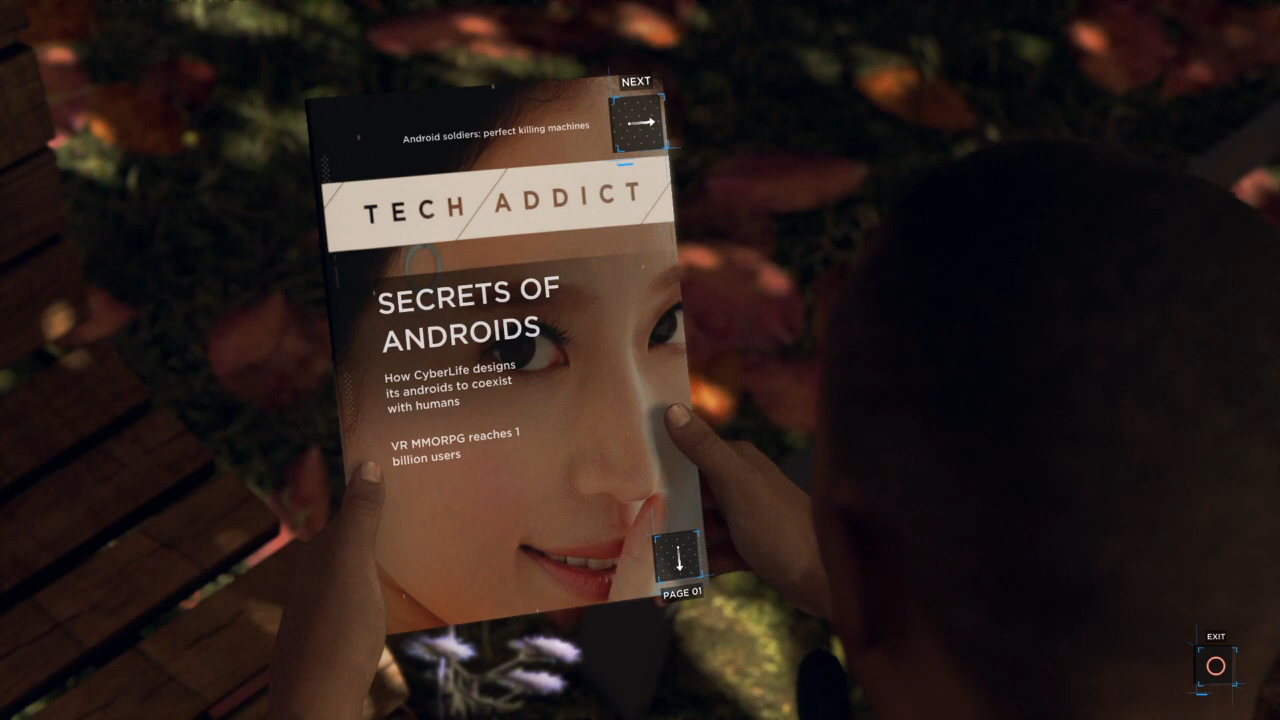 NEXT
Android soldiers: perfect killing machines
TECH ADDICT
SECRETS OF
ANDROIDS
How CyberLife designs
its androids to coexist
with humans
VR MMORPG reaches 1
billion users
PAGE 01
EXIT